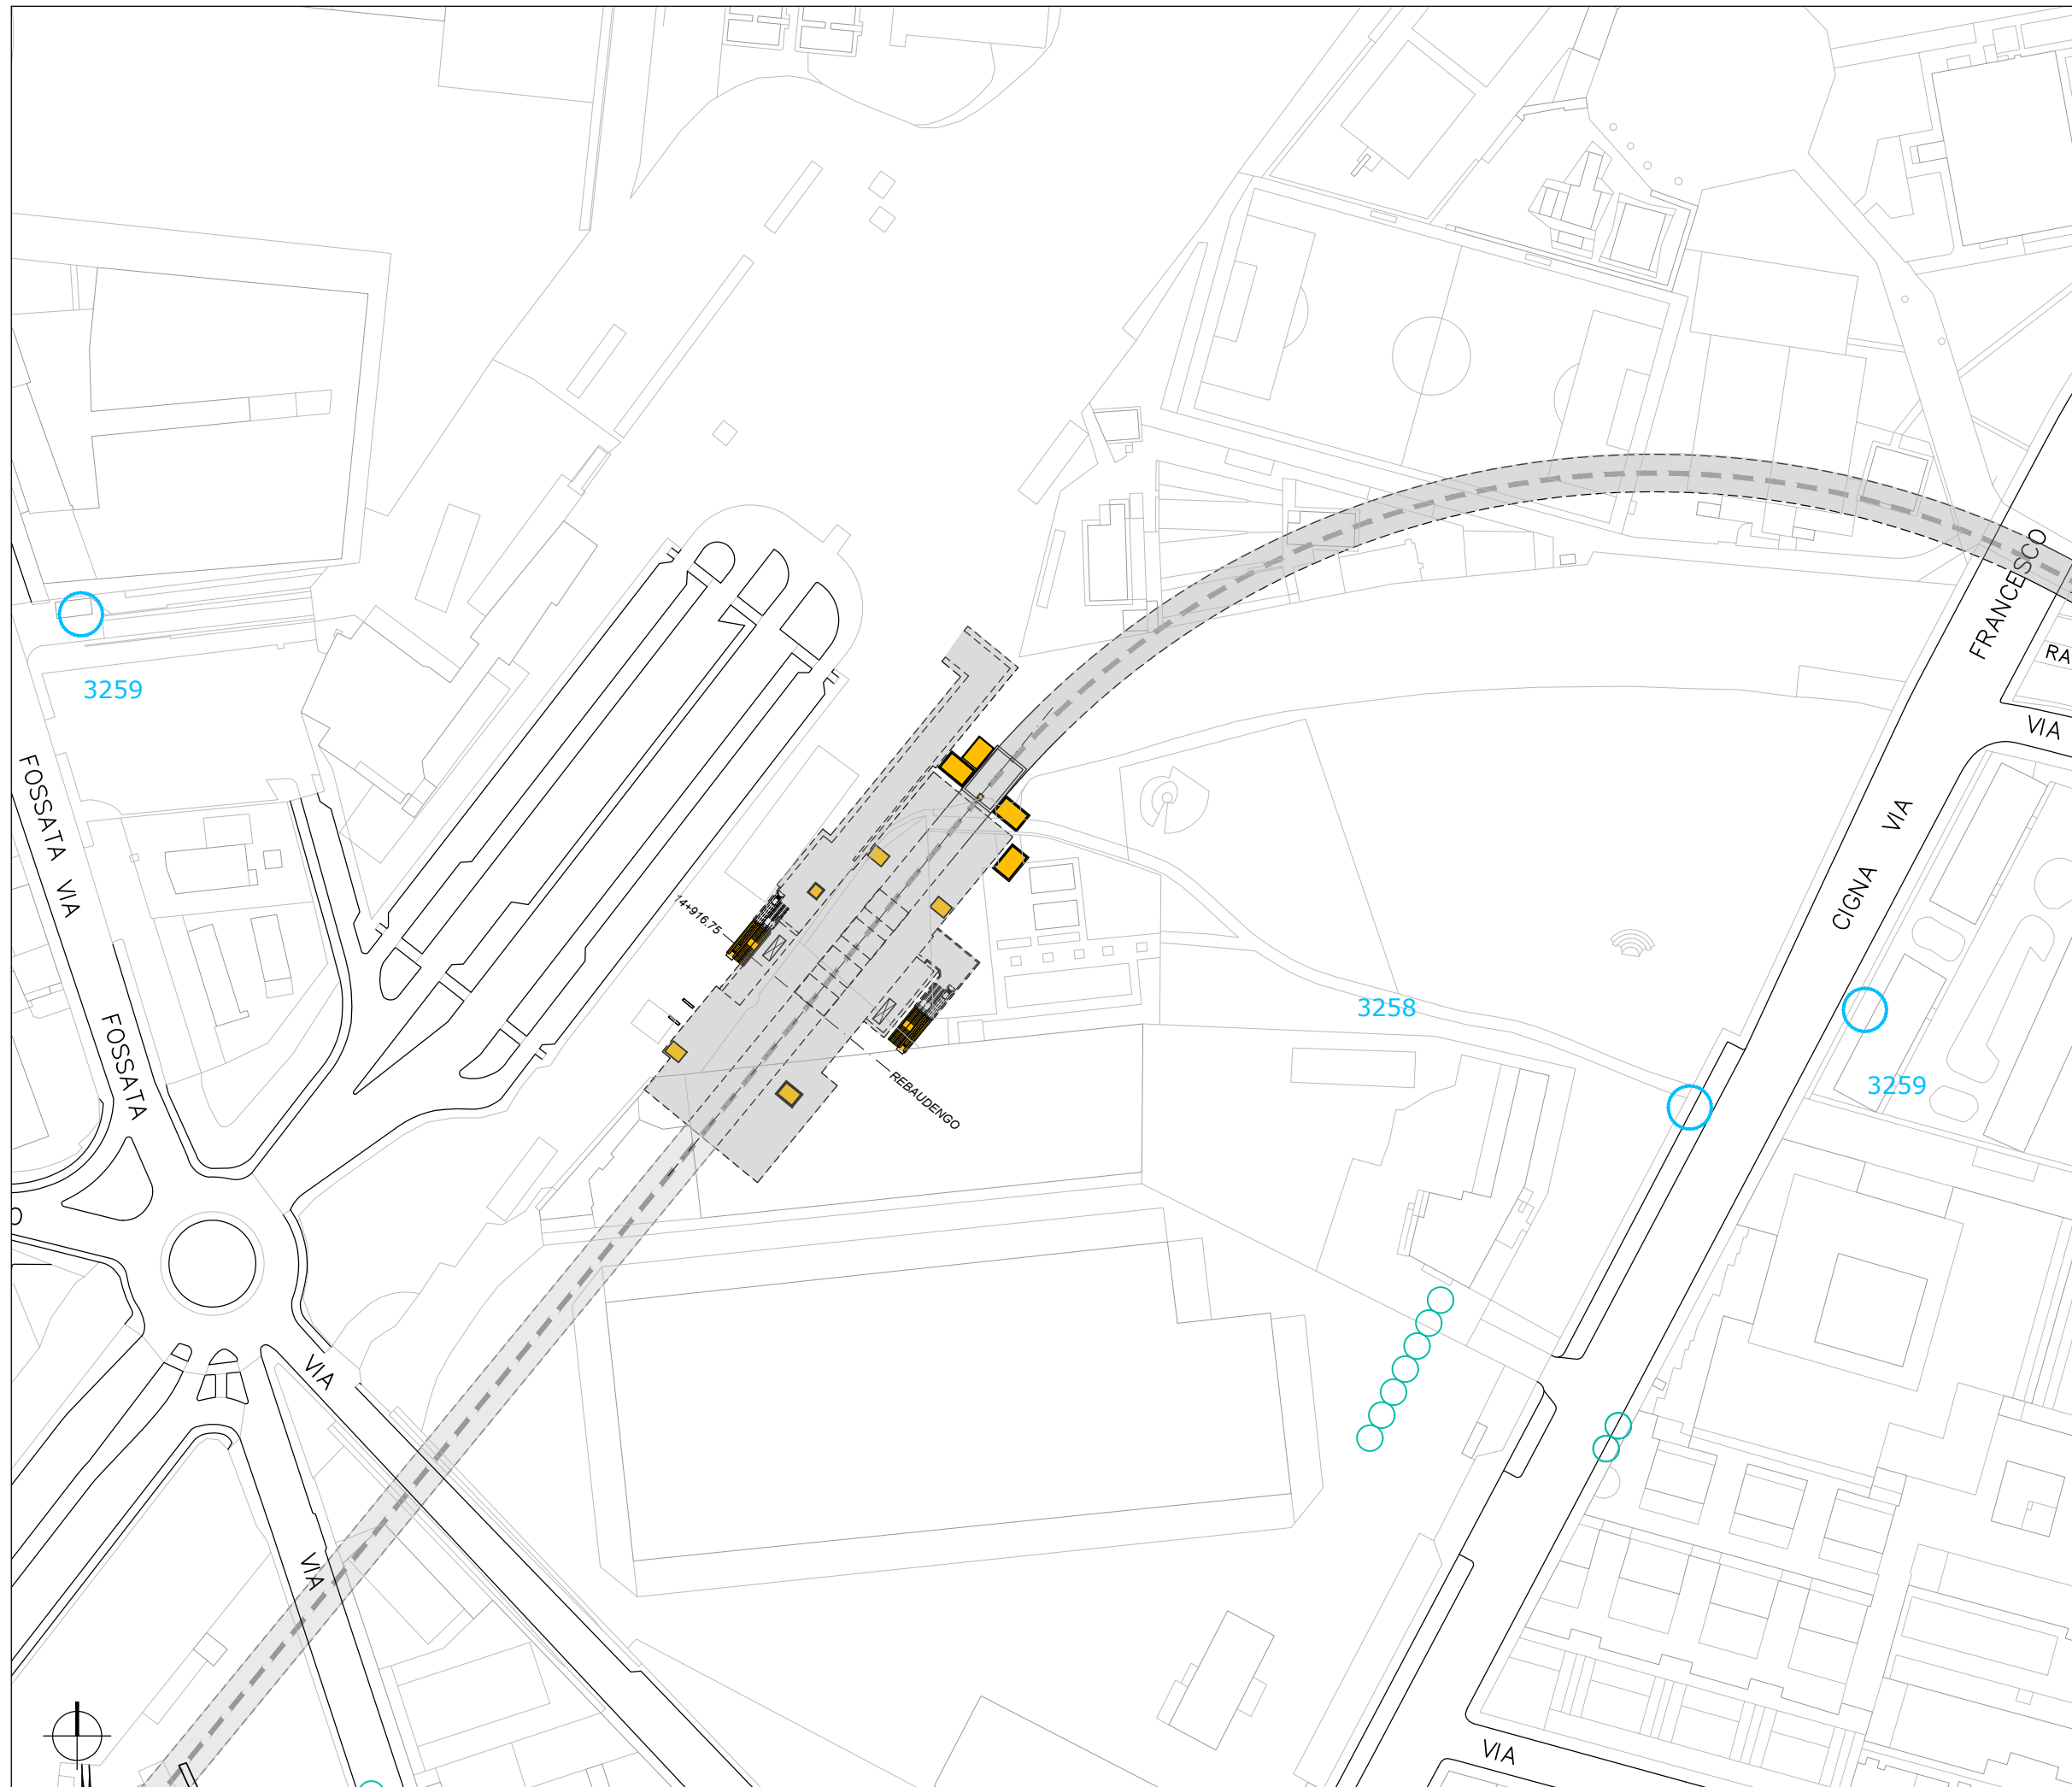 FRANCESCO
RA
3259
VIA
FOSSATA
VIA
VIA
CIGNA
14+916.75
3258
FOSSATA
REBAUDENGO
3259
O
VIA
VIA
VIA